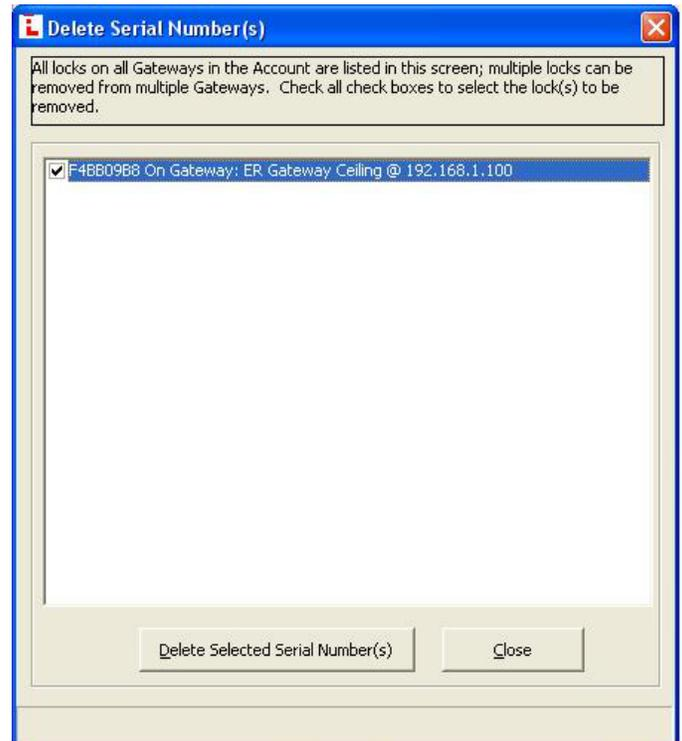 Delete Serial Number(s)
All locks on all Gateways in the Account are listed in this screen; multiple locks can be
removed from multiple Gateways.  Check all check boxes to select the lock(s) to be
removed.
F4BB09B8 On Gateway: ER Gateway Ceiling @ 192.168.1.100
Delete Selected Serial Number(s)
Close